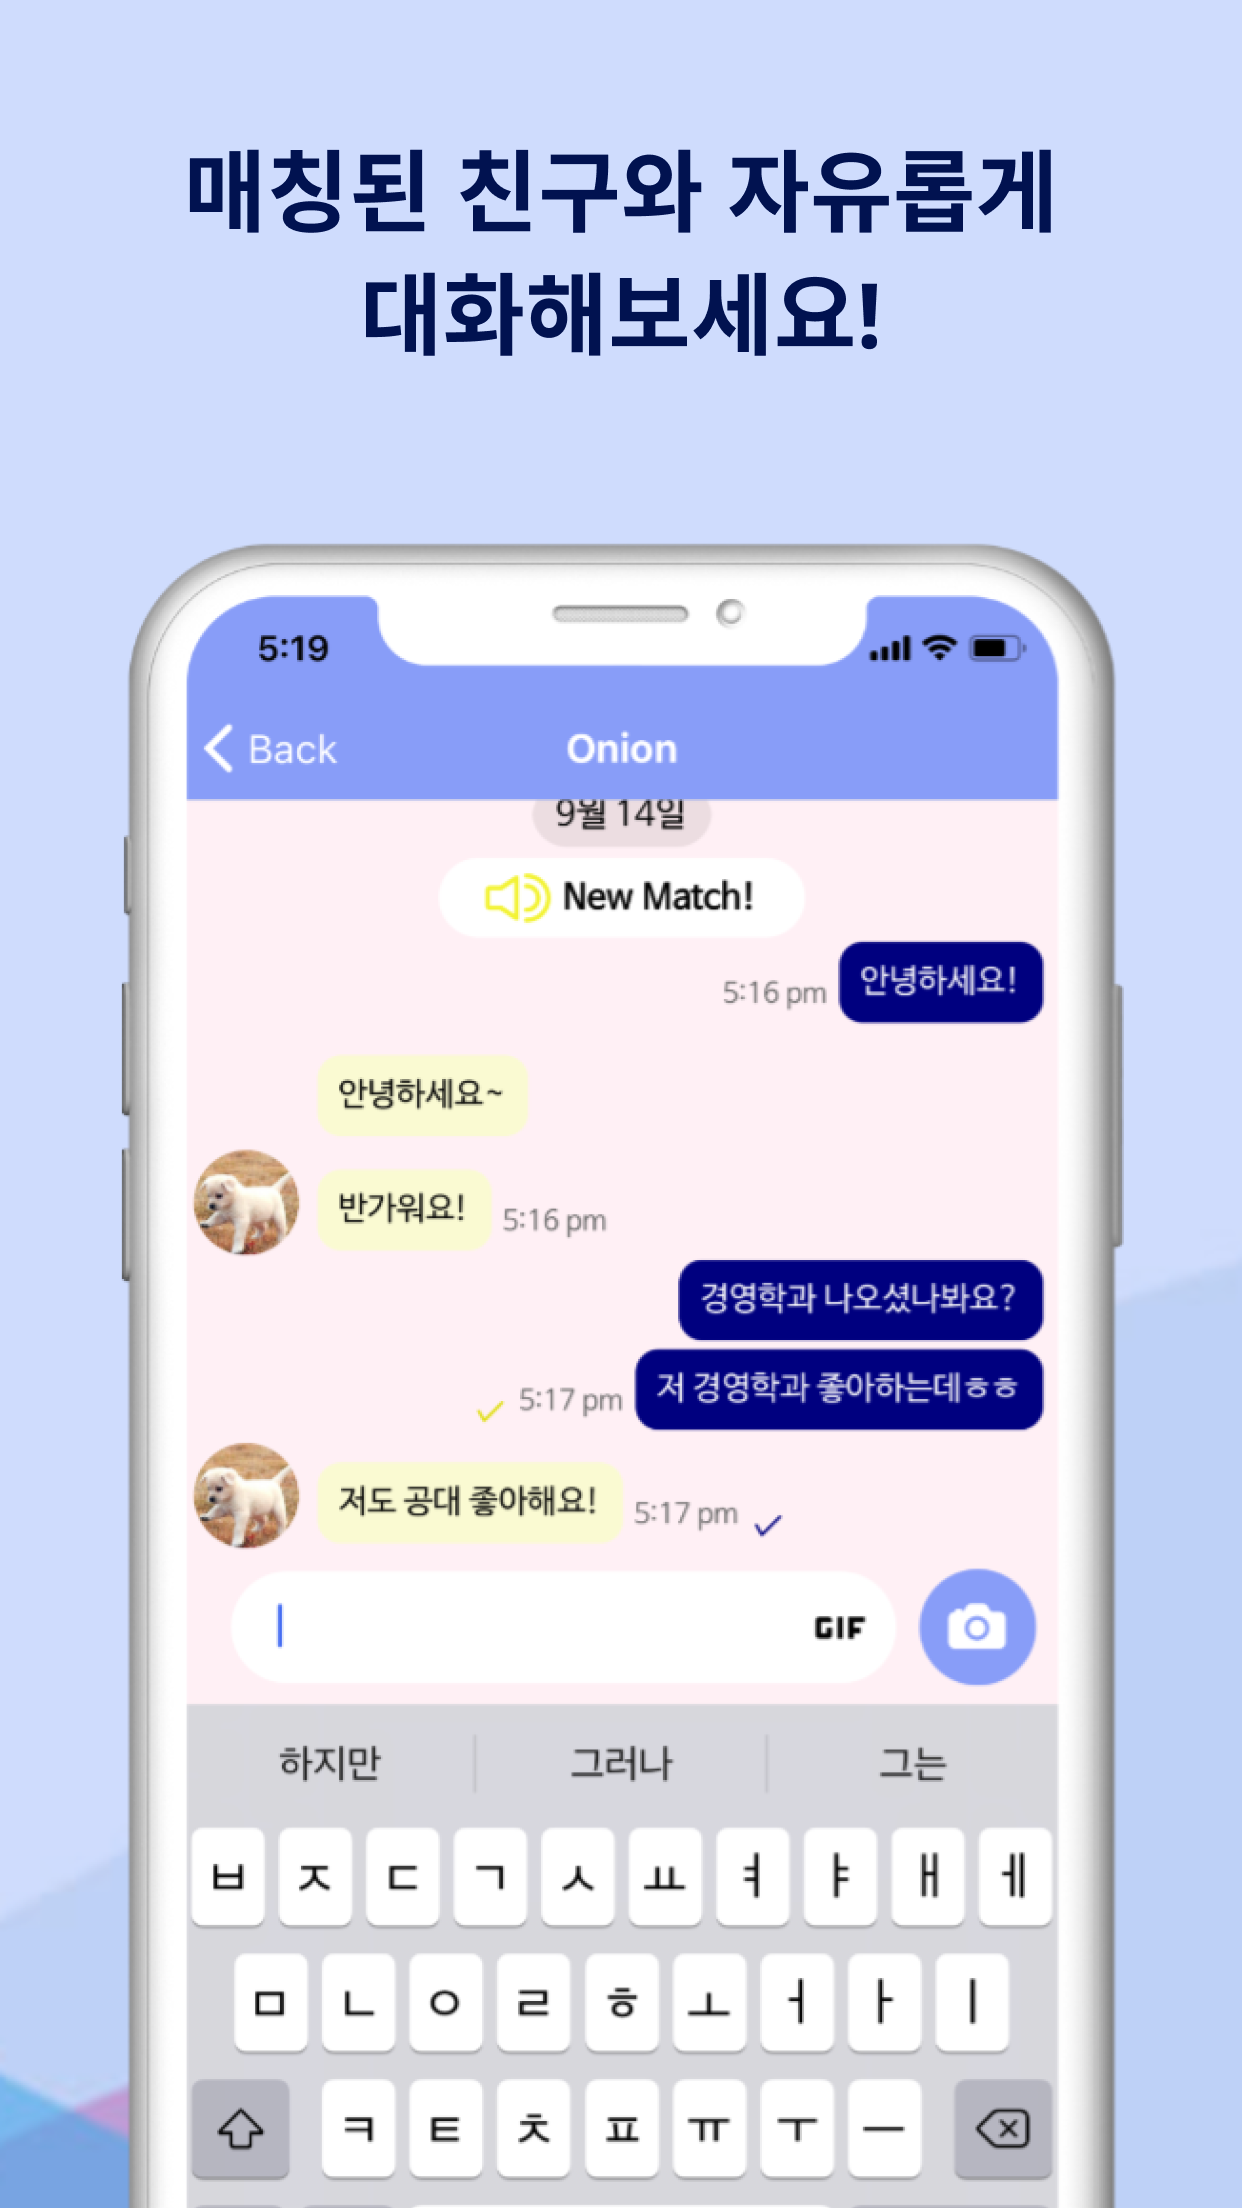 매칭된 친구와 자유롭게
대화해보세요!
5:19
Back
Onion
9월 14일
New Match!
5:16 pm
안녕하세요!
안녕하세요~
반가워요!
5:16 pm
경영학과 나오셨나봐요?
5:17 pm
저 경영학과 좋아하는데ㅎㅎ
저도 공대 좋아해요!
5:17 pm
GIF
하지만
그러나
그는
ㅂ ㅈ ㄷ ㄱ ㅅ ㅛ ㅕ ㅑ ㅐ ㅔ
ㅁ ㄴ ㅇ ㄹ ㅎ ㅗ ㅓ ㅏ ㅣ
ㅋ ㅌ ㅊ ㅍ ㅠ ㅜ ㅡ